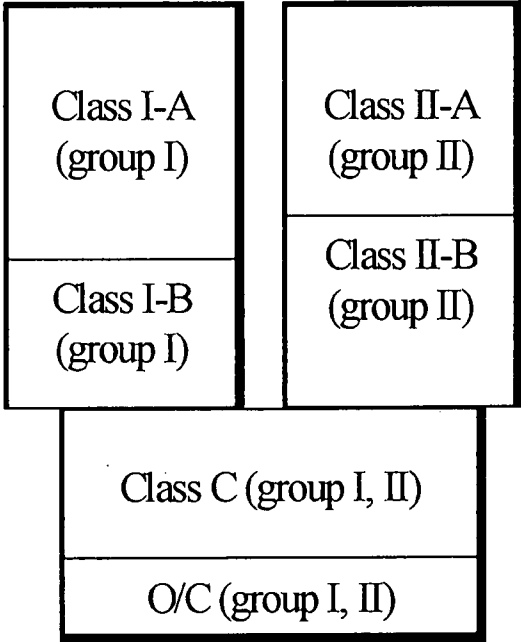 Class I-A
(group I)
Class I-B
(group I)
Class II-A
(group II)
Class II-B
(group II)
Class C (group I, II)
O/C (group I, II)